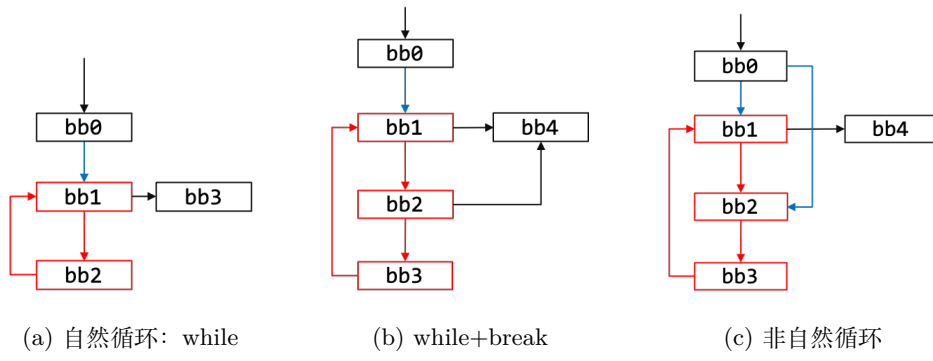 bb0
bb1
bb3
bb2
(a) 自然循环：while
bb0
bb1
bb4
bb2
bb3
(b) while+break
bb0
bb1
bb4
bb2
bb3
(c) 非自然循环